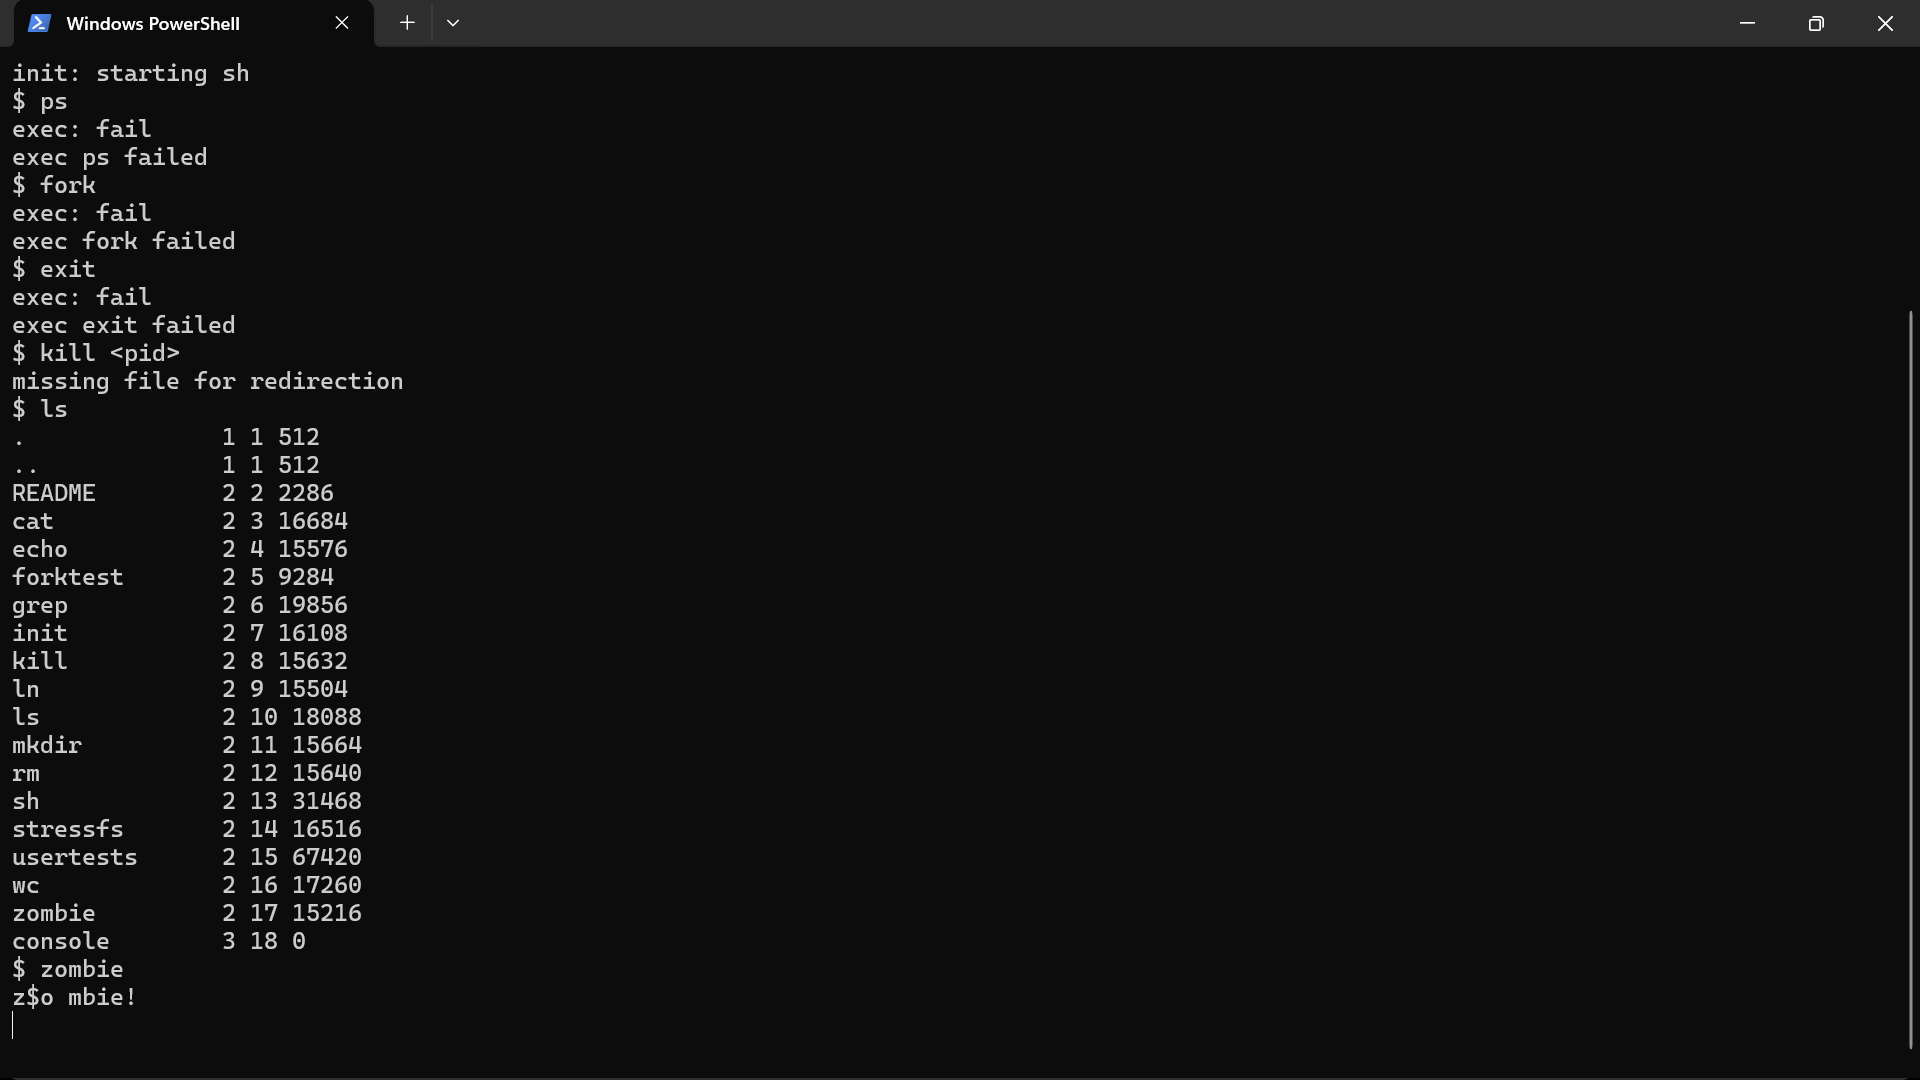 Windows PowerShell
init: starting sh
$ ps
exec: fail
exec ps failed
$ fork
exec: fail
exec fork failed
$ exit
exec: fail
exec exit failed
$ kill <pid>
missing file for redirection
$ ls
. 1 1 512
.. 1 1 512
README 2 2 2286
cat 2 3 16684
echo 2 4 15576
forktest 2 5 9284
grep 2 6 19856
init 2 7 16108
kill 2 8 15632
ln 2 9 15504
ls 2 10 18088
mkdir 2 11 15664
rm 2 12 15640
sh 2 13 31468
stressfs 2 14 16516
usertests 2 15 67420
wc 2 16 17260
zombie 2 17 15216
console 3 18 0
$ zombie
z$o mbie!